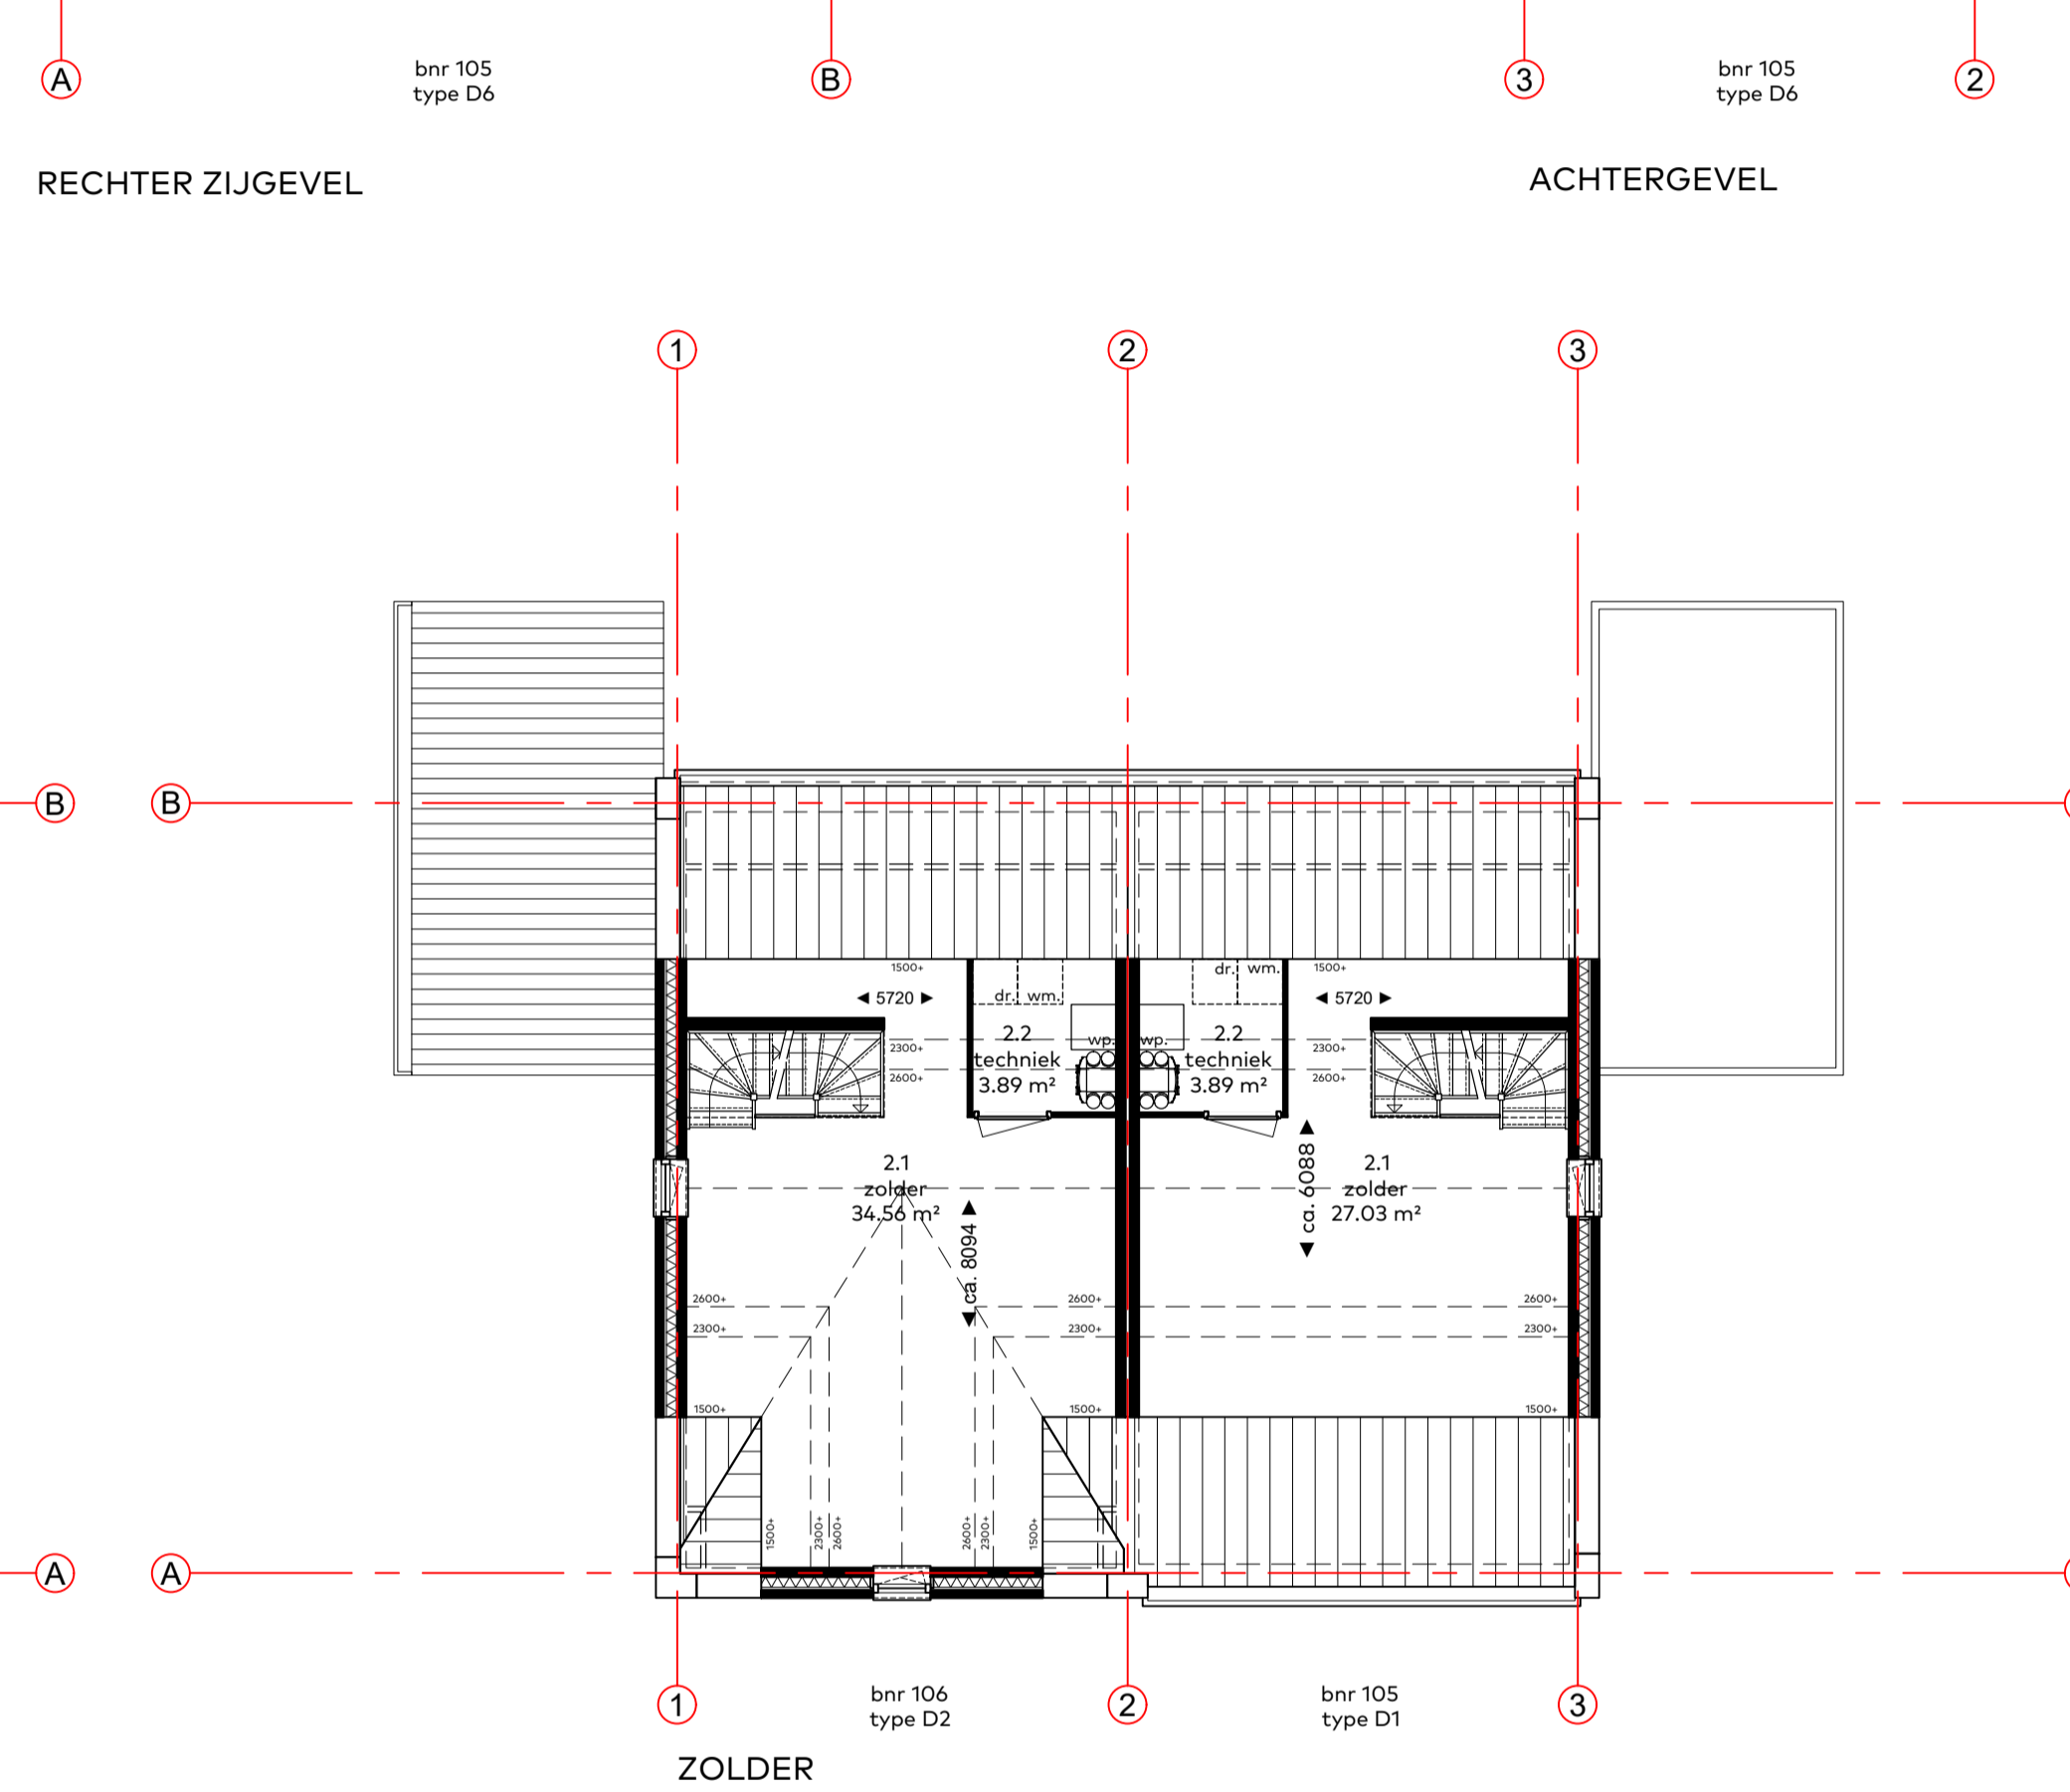 A
bnr 105
type D6
B
3
bnr 105
type D6
2
RECHTER ZIJGEVEL
ACHTERGEVEL
1
2
3
B
B
1500+
dr.
wm.
1500+
5720
dr.
wm.
5720
2.2
techniek
3.89 m²
wp.
wp.
2.2
techniek
3.89 m²
2300+
2600+
2300+
2600+
2.1
zolder
34.56 m²
ca. 8094
ca. 6088
2.1
zolder
27.03 m²
2600+
2600+
2600+
2300+
2300+
2300+
1500+
1500+
1500+
1500+
2300+
2600+
2600+
2300+
1500+
A
A
1
bnr 106
type D2
2
bnr 105
type D1
3
ZOLDER